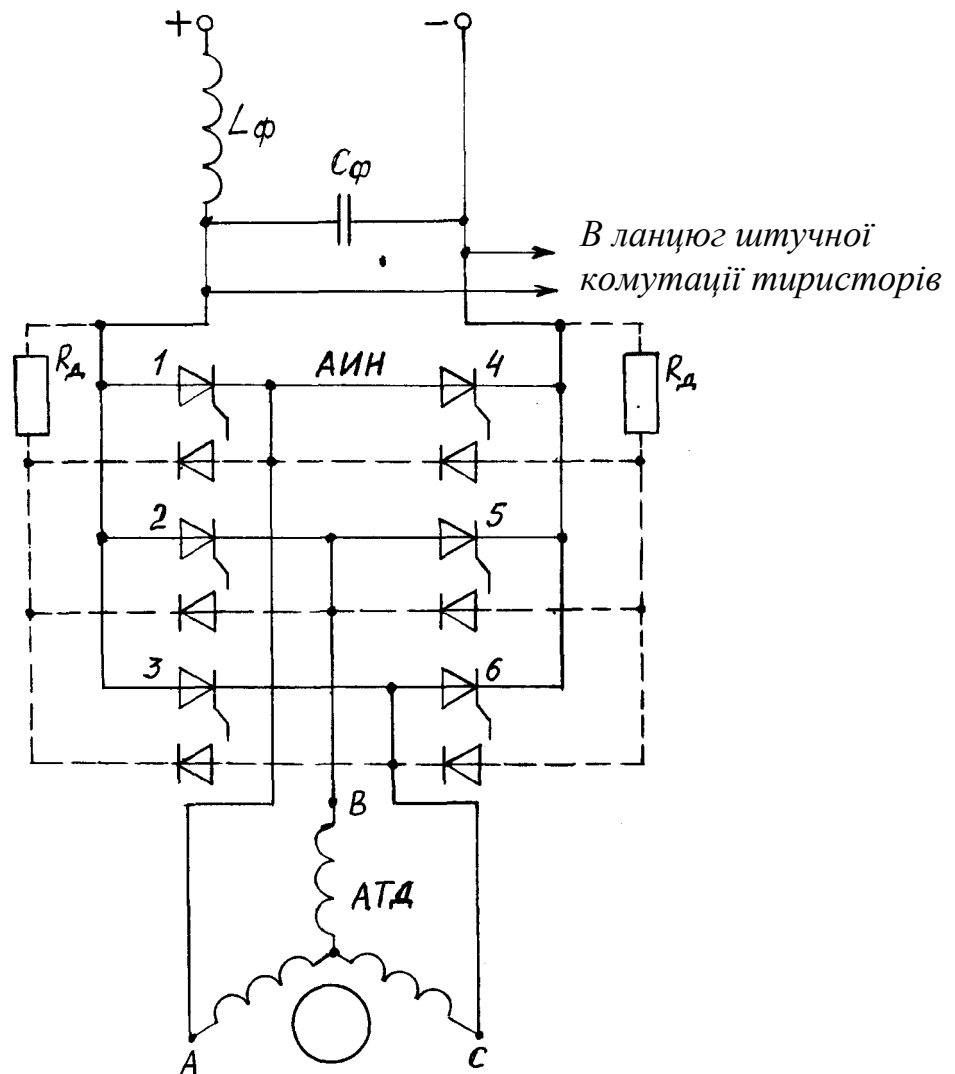 + −
Lф
Cф
В ланцюг штучної
комутації тиристорів
Rд 1 АИН 4 Rд
2 5
3 6
B
АТД
A C